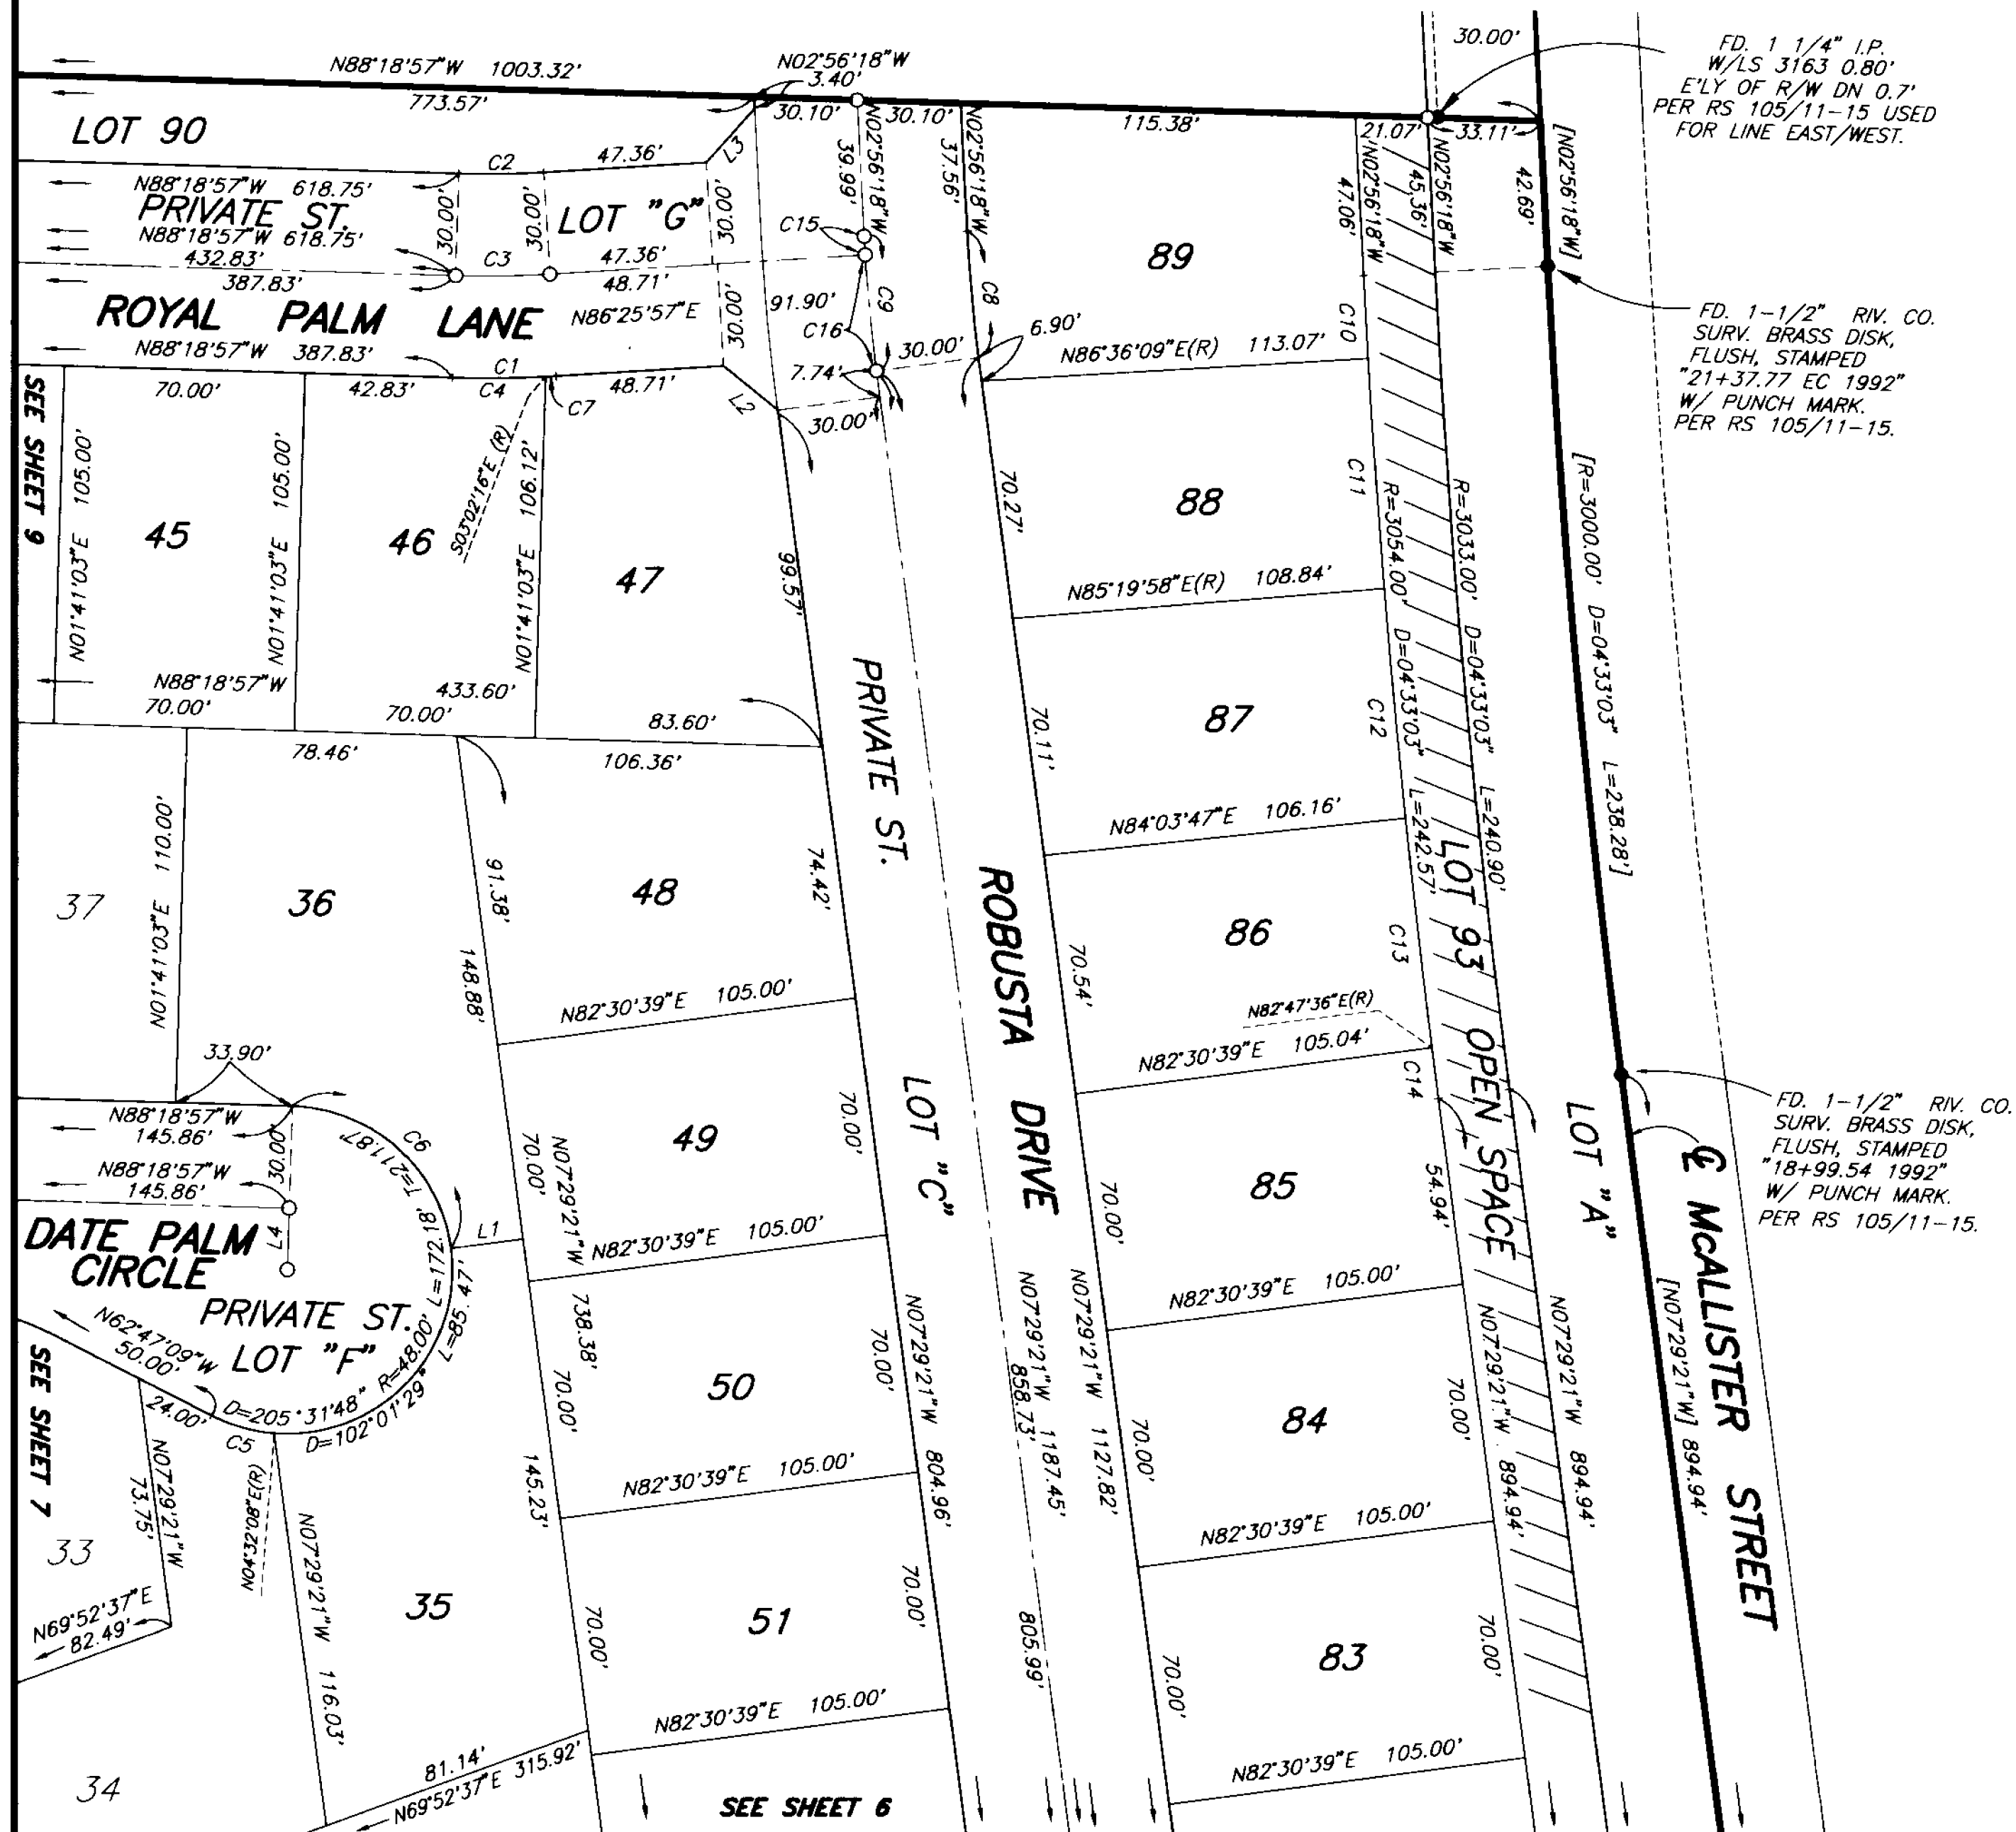 N88°18'57"W 1003.32'
773.57'
N02°56'18"W
3.40'
30.10'
30.10'
115.38'
21.07'
33.11'
30.00'
FD. 1 1/4" I.P.
W/LS 3163 0.80'
E'LY OF R/W DN 0.7'
PER RS 105/11-15 USED
FOR LINE EAST/WEST.
LOT 90
C2
47.36'
L3
N88°18'57"W 618.75'
PRIVATE ST.
N88°18'57"W 618.75'
432.83'
387.83'
30.00'
30.00'
LOT "G"
30.00'
C3
47.36'
48.71'
C15
39.99'
N02°56'18"W
37.56'
N02°56'18"W
89
47.06'
N02°56'18"W
45.36'
N02°56'18"W
42.69'
[N02°56'18"W]
ROYAL PALM LANE
N86°25'57"E
30.00'
91.90'
C16
C9
C8
6.90'
C10
N88°18'57"W 387.83'
C1
C4
C7
48.71'
L2
7.74'
30.00'
30.00'
N86°36'09"E(R) 113.07'
FD. 1-1/2" RIV. CO.
SURV. BRASS DISK,
FLUSH, STAMPED
"21+37.77 EC 1992"
W/ PUNCH MARK.
PER RS 105/11-15.
SEE SHEET 9
70.00'
42.83'
N01°41'03"E 105.00'
45
N01°41'03"E 105.00'
46
S03°02'16"E (R)
N01°41'03"E 106.12'
47
99.57'
70.27'
88
C11
R=3054.00' D=04°33'03" L=242.57'
R=3033.00' D=04°33'03" L=240.90'
[R=3000.00' D=04°33'03" L=238.28']
N85°19'58"E(R) 108.84'
N88°18'57"W
433.60'
70.00'
70.00'
83.60'
78.46'
106.36'
PRIVATE ST.
70.11'
87
C12
N84°03'47"E 106.16'
37
N01°41'03"E 110.00'
36
91.38'
148.88'
48
74.42'
ROBUSTA DRIVE
70.54'
86
C13
LOT 93 OPEN SPACE
N82°30'39"E 105.00'
N82°47'36"E(R)
N82°30'39"E 105.04'
C14
33.90'
N88°18'57"W
145.86'
30.00'
N88°18'57"W
145.86'
L4
C6
L=211.87'
D=205°31'48" R=48.00' L=172.18'
D=102°01'29" L=85.47'
L1
70.00'
N07°29'21"W 738.38'
49
70.00'
LOT "C"
70.00'
85
54.94'
LOT "A"
FD. 1-1/2" RIV. CO.
SURV. BRASS DISK,
FLUSH, STAMPED
"18+99.54 1992"
W/ PUNCH MARK.
PER RS 105/11-15.
DATE PALM
CIRCLE
PRIVATE ST.
LOT "F"
N62°47'09"W
50.00'
24.00'
C5
N82°30'39"E 105.00'
N82°30'39"E 105.00'
SEE SHEET 7
70.00'
50
70.00'
N07°29'21"W 804.96'
N07°29'21"W 1187.45'
858.73'
N07°29'21"W 1127.82'
70.00'
84
70.00'
N07°29'21"W 894.94'
N07°29'21"W 894.94'
[N07°29'21"W] 894.94'
℄ McALLISTER STREET
N07°29'21"W
73.75'
33
N04°32'08"E(R)
N07°29'21"W 116.03'
145.23'
N82°30'39"E 105.00'
N82°30'39"E 105.00'
N69°52'37"E
82.49'
35
70.00'
51
70.00'
805.99'
70.00'
83
70.00'
N82°30'39"E 105.00'
N82°30'39"E 105.00'
34
81.14'
N69°52'37"E 315.92'
SEE SHEET 6